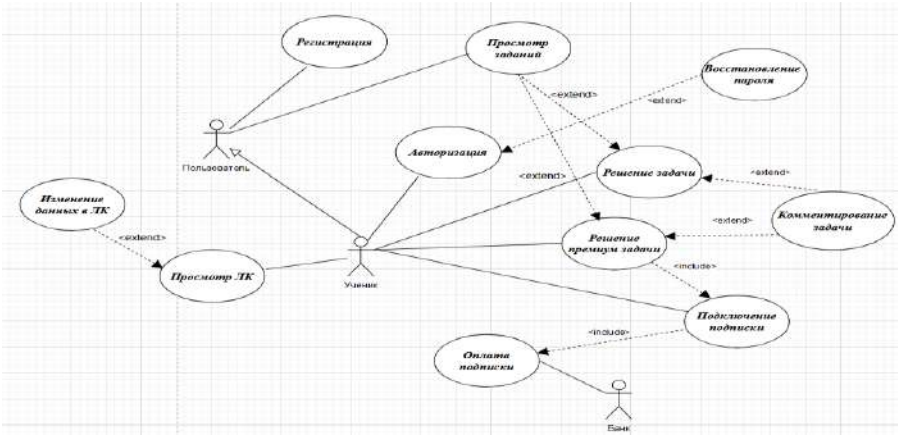 Регистрация
Просмотр
заданий
Восстановление
пароля
<extend>
<extend>
Пользователь
Авторизация
<extend>
Решение задачи
<extend>
Изменение
данных в ЛК
<extend>
Комментирование
задачи
<extend>
Решение
премиум задачи
<include>
Просмотр ЛК
Ученик
Подключение
подписки
<include>
Оплата
подписки
Банк